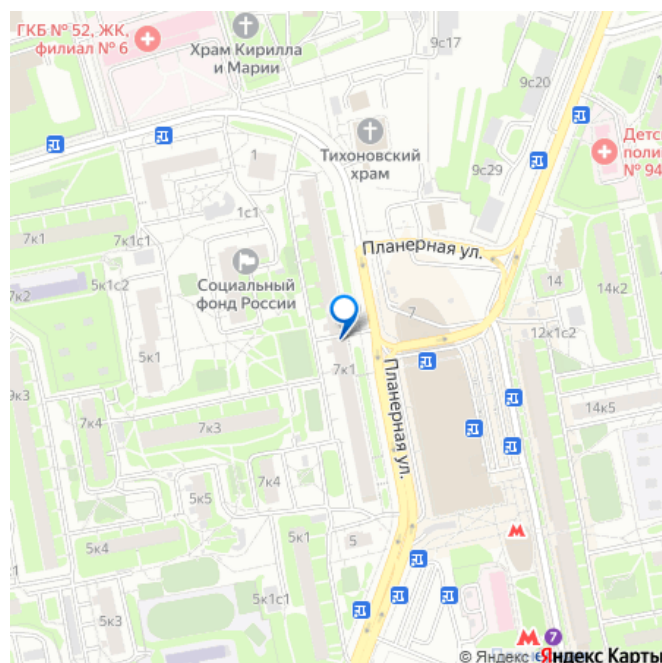 ГКБ № 52, ЖК,
филиал № 6
Храм Кирилла
и Марии
9с17
9с20
Детс
поли
№ 94
Тихоновский
храм
9с29
1
1с1
7к1
7к1с1
Планерная ул.
Социальный
фонд России
5к1с2
7к2
14
14к2
7
12к1с2
5к1
7к1
9к3
7к4
7к3
Планерная ул.
14к5
7к4
5к5
5к4
5к1
5
5к1с1
5к3
7
© Яндекс
Яндекс Карты